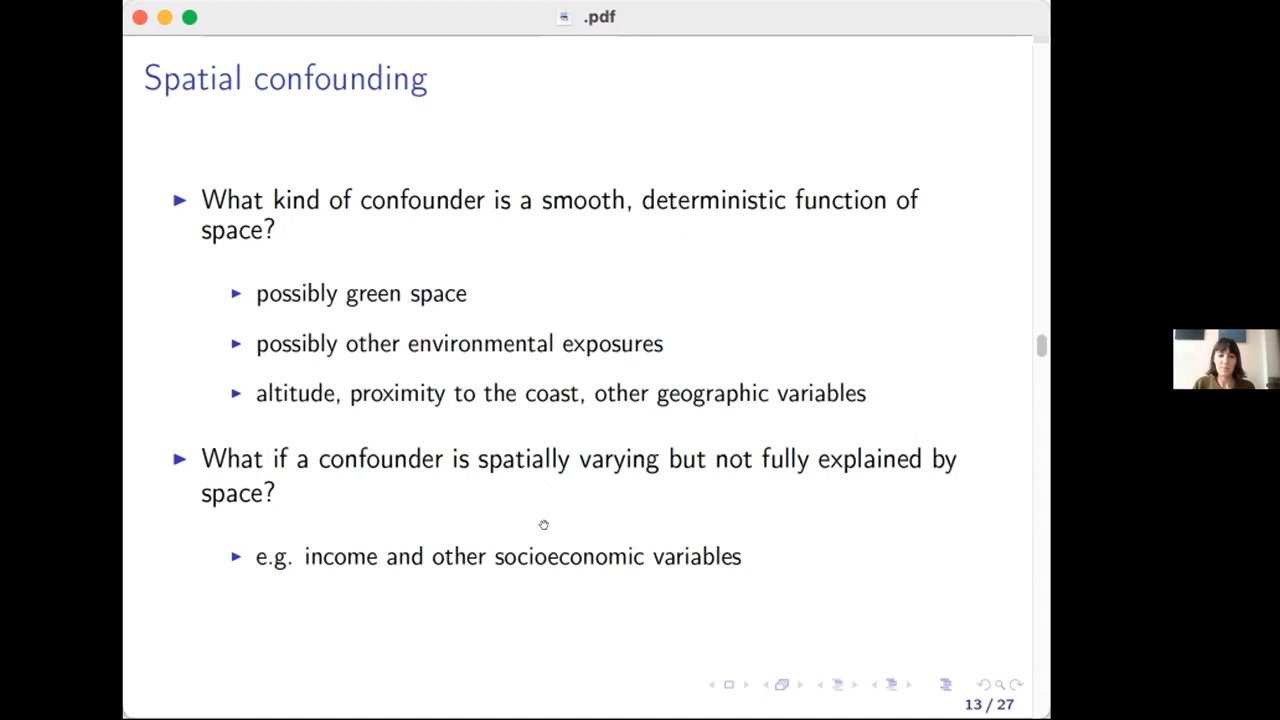 .pdf
Spatial confounding
What kind of confounder is a smooth, deterministic function of
space?
possibly green space
possibly other environmental exposures
altitude, proximity to the coast, other geographic variables
What if a confounder is spatially varying but not fully explained by
space?
e.g. income and other socioeconomic variables
13 / 27